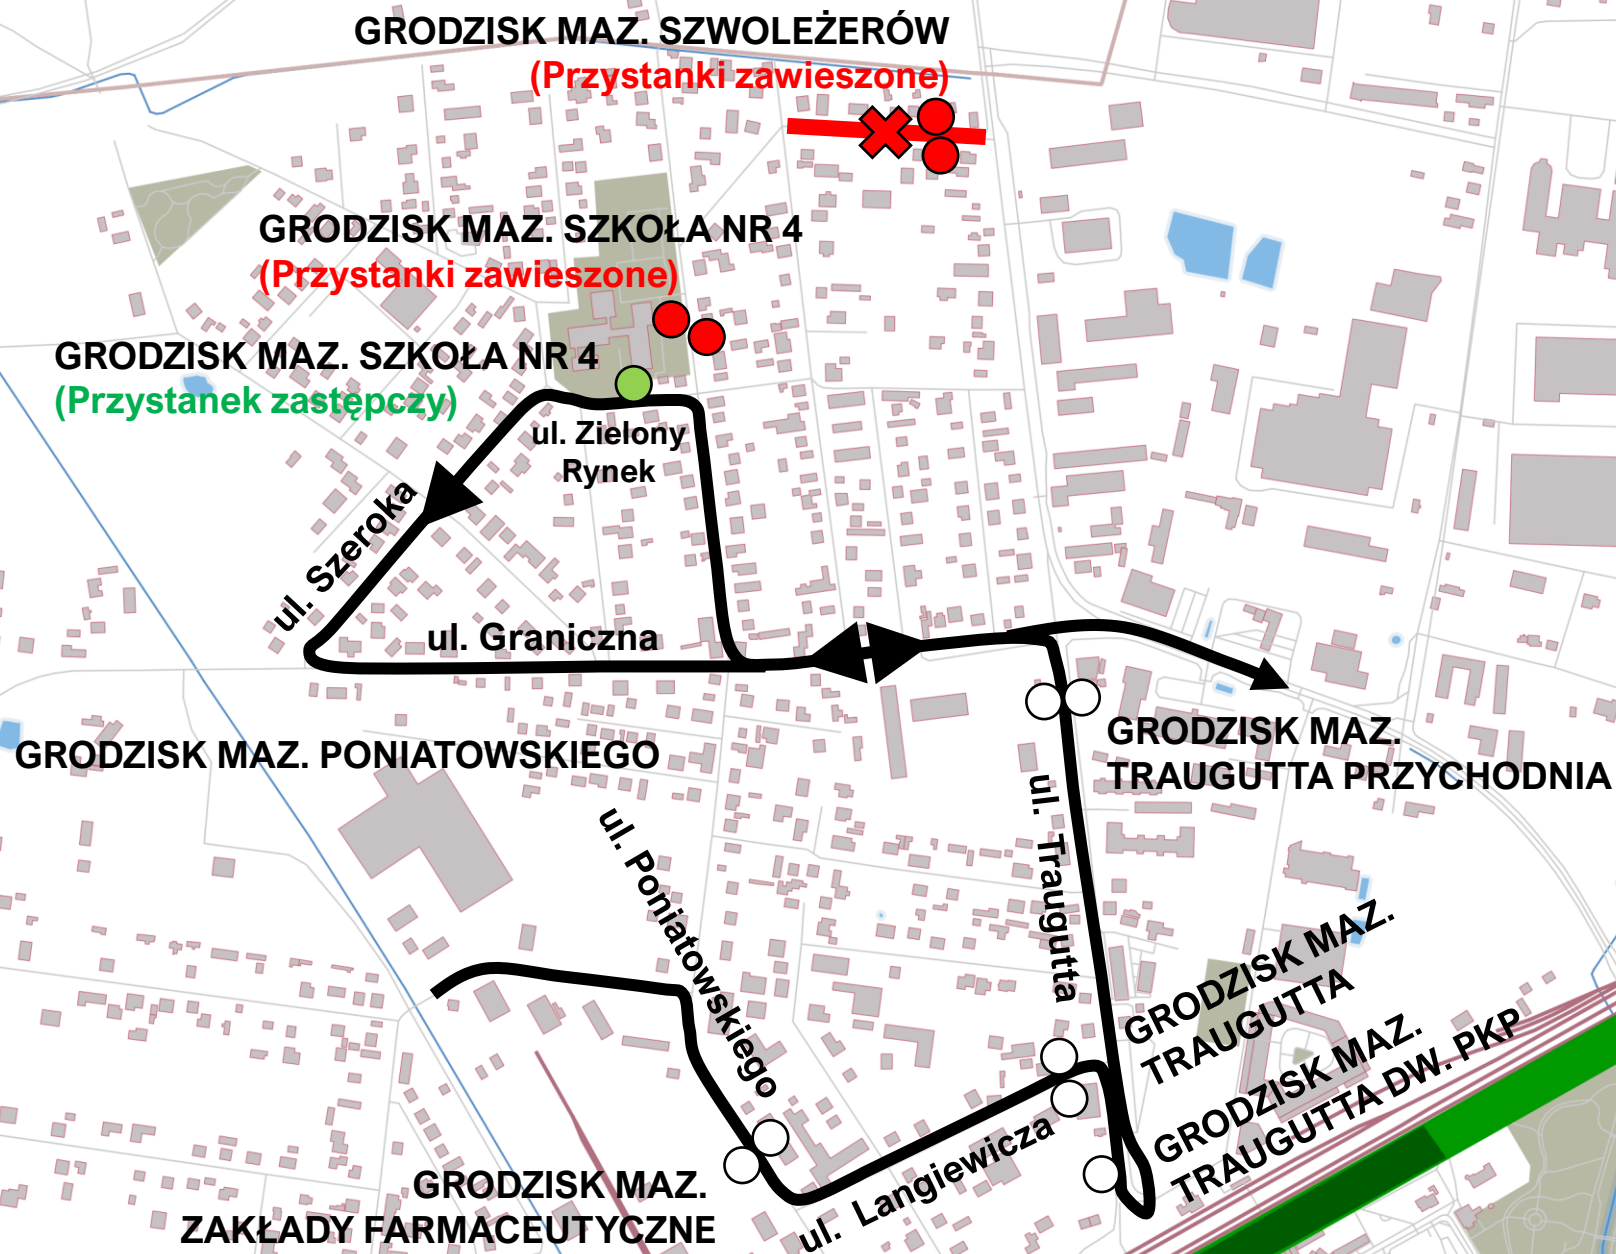 GRODZISK MAZ. SZWOLEŻERÓW
(Przystanki zawieszone)
GRODZISK MAZ. SZKOŁA NR 4
(Przystanki zawieszone)
GRODZISK MAZ. SZKOŁA NR 4
(Przystanek zastępczy)
ul. Zielony
Rynek
ul. Szeroka
ul. Graniczna
GRODZISK MAZ. PONIATOWSKIEGO
GRODZISK MAZ.
TRAUGUTTA PRZYCHODNIA
ul. Traugutta
ul. Poniatowskiego
GRODZISK MAZ.
TRAUGUTTA
GRODZISK MAZ.
TRAUGUTTA DW. PKP
ul. Langiewicza
GRODZISK MAZ.
ZAKŁADY FARMACEUTYCZNE